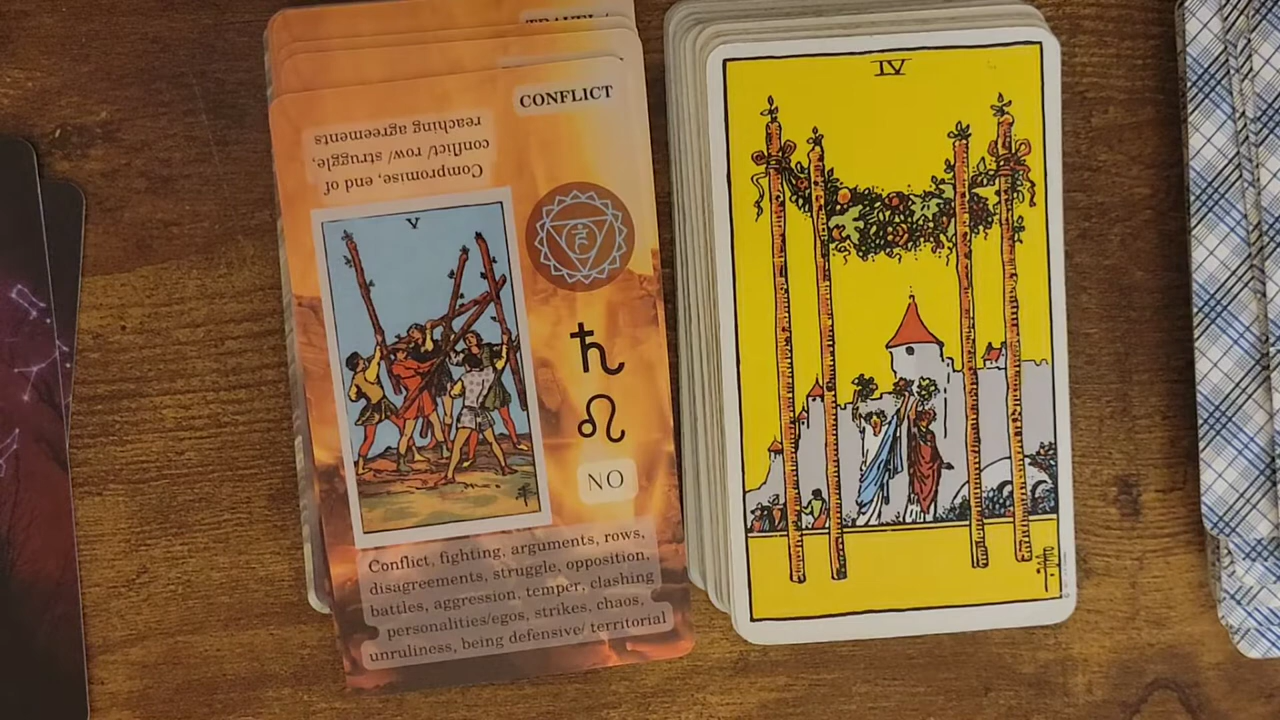 CONFLICT
Compromise, end of
conflict/ row/ struggle,
reaching agreements
V
NO
Conflict, fighting, arguments, rows,
disagreements, struggle, opposition,
battles, aggression, temper, clashing
personalities/egos, strikes, chaos,
unruliness, being defensive/ territorial
IV